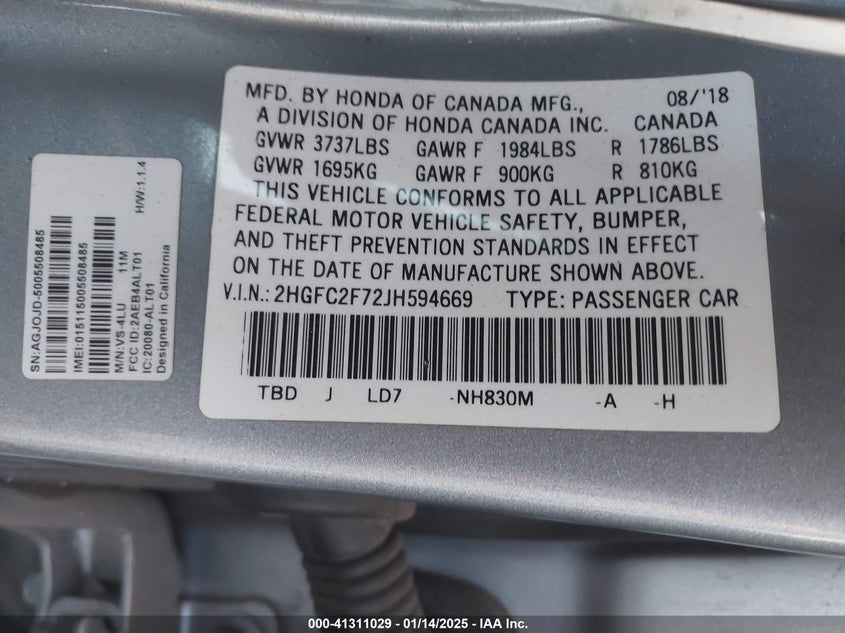 MFD. BY HONDA OF CANADA MFG., 08/'18
A DIVISION OF HONDA CANADA INC. CANADA
GVWR 3737LBS GAWR F 1984LBS R 1786LBS
GVWR 1695KG GAWR F 900KG R 810KG
THIS VEHICLE CONFORMS TO ALL APPLICABLE
FEDERAL MOTOR VEHICLE SAFETY, BUMPER,
AND THEFT PREVENTION STANDARDS IN EFFECT
ON THE DATE OF MANUFACTURE SHOWN ABOVE.
V.I.N.: 2HGFC2F72JH594669 TYPE: PASSENGER CAR
TBD J LD7 -NH830M -A -H
SN:AGJOJD-5005508485
IMEI:015115005508485
M/N:VS-4LU 11M
FCC ID:2AEB4ALT01
IC:20080-ALT01
Designed in California H/W:1.1.4
000-41311029 - 01/14/2025 - IAA Inc.